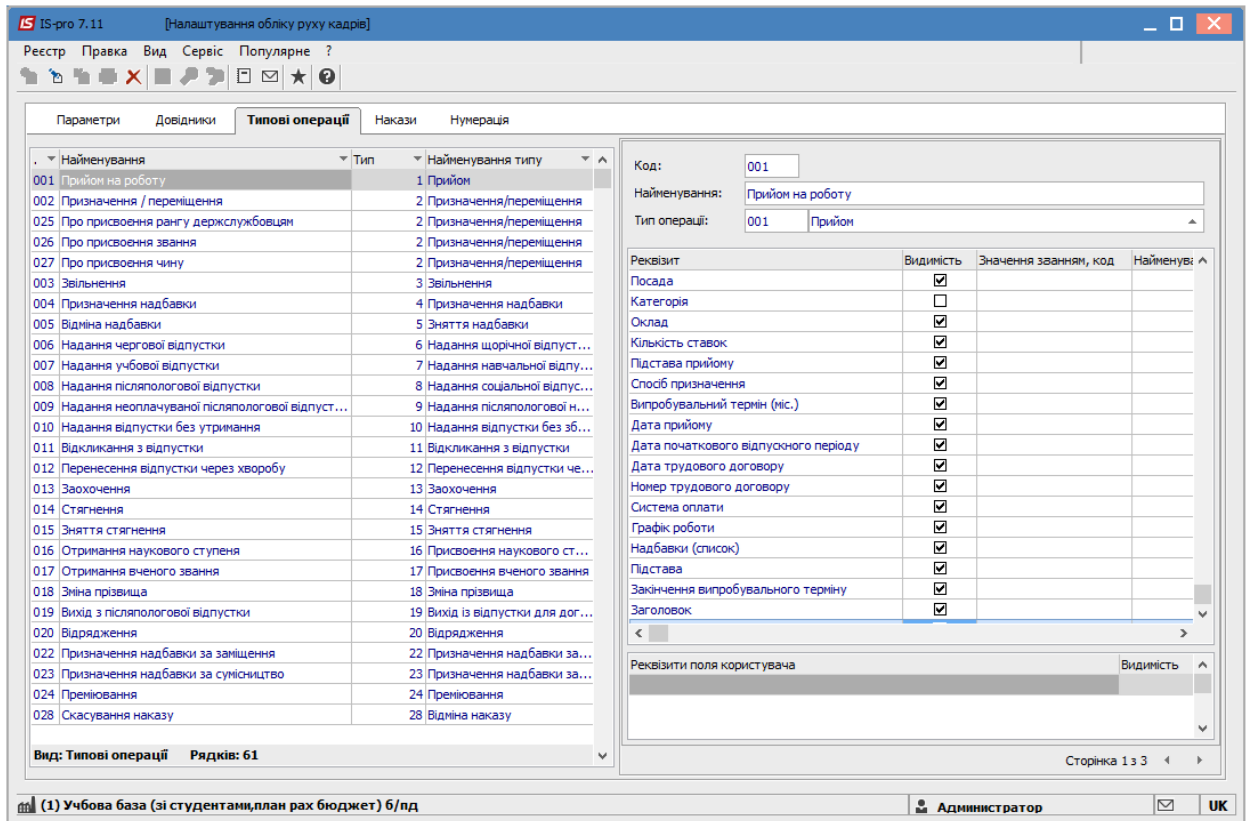 IS-pro 7.11 [Налаштування обліку руху кадрів]
Реєстр Правка Вид Сервіс Популярне ?
Параметри Довідники Типові операції Накази Нумерація
. Найменування Тип Найменування типу
001 Прийом на роботу 1 Прийом
002 Призначення / переміщення 2 Призначення/переміщення
025 Про присвоєння рангу держслужбовцям 2 Призначення/переміщення
026 Про присвоєння звання 2 Призначення/переміщення
027 Про присвоєння чину 2 Призначення/переміщення
003 Звільнення 3 Звільнення
004 Призначення надбавки 4 Призначення надбавки
005 Відміна надбавки 5 Зняття надбавки
006 Надання чергової відпустки 6 Надання щорічної відпуст...
007 Надання учбової відпустки 7 Надання навчальної відпу...
008 Надання післяпологової відпустки 8 Надання соціальної відпус...
009 Надання неоплачуваної післяпологової відпуст... 9 Надання післяпологової н...
010 Надання відпустки без утримання 10 Надання відпустки без зб...
011 Відкликання з відпустки 11 Відкликання з відпустки
012 Перенесення відпустки через хворобу 12 Перенесення відпустки че...
013 Заохочення 13 Заохочення
014 Стягнення 14 Стягнення
015 Зняття стягнення 15 Зняття стягнення
016 Отримання наукового ступеня 16 Присвоєння наукового ст...
017 Отримання вченого звання 17 Присвоєння вченого звання
018 Зміна прізвища 18 Зміна прізвища
019 Вихід з післяпологової відпустки 19 Вихід із відпустки для дог...
020 Відрядження 20 Відрядження
022 Призначення надбавки за заміщення 22 Призначення надбавки за...
023 Призначення надбавки за сумісництво 23 Призначення надбавки за...
024 Преміювання 24 Преміювання
028 Скасування наказу 28 Відміна наказу
Вид: Типові операції Рядків: 61
Код: 001
Найменування: Прийом на роботу
Тип операції: 001 Прийом
Реквізит Видимість Значення званням, код Найменува
Посада
Категорія
Оклад
Кількість ставок
Підстава прийому
Спосіб призначення
Випробувальний термін (міс.)
Дата прийому
Дата початкового відпускного періоду
Дата трудового договору
Номер трудового договору
Система оплати
Графік роботи
Надбавки (список)
Підстава
Закінчення випробувального терміну
Заголовок
Реквізити поля користувача Видимість
Сторінка 1 з 3
(1) Учбова база (зі студентами,план рах бюджет) б/пд Администратор UK